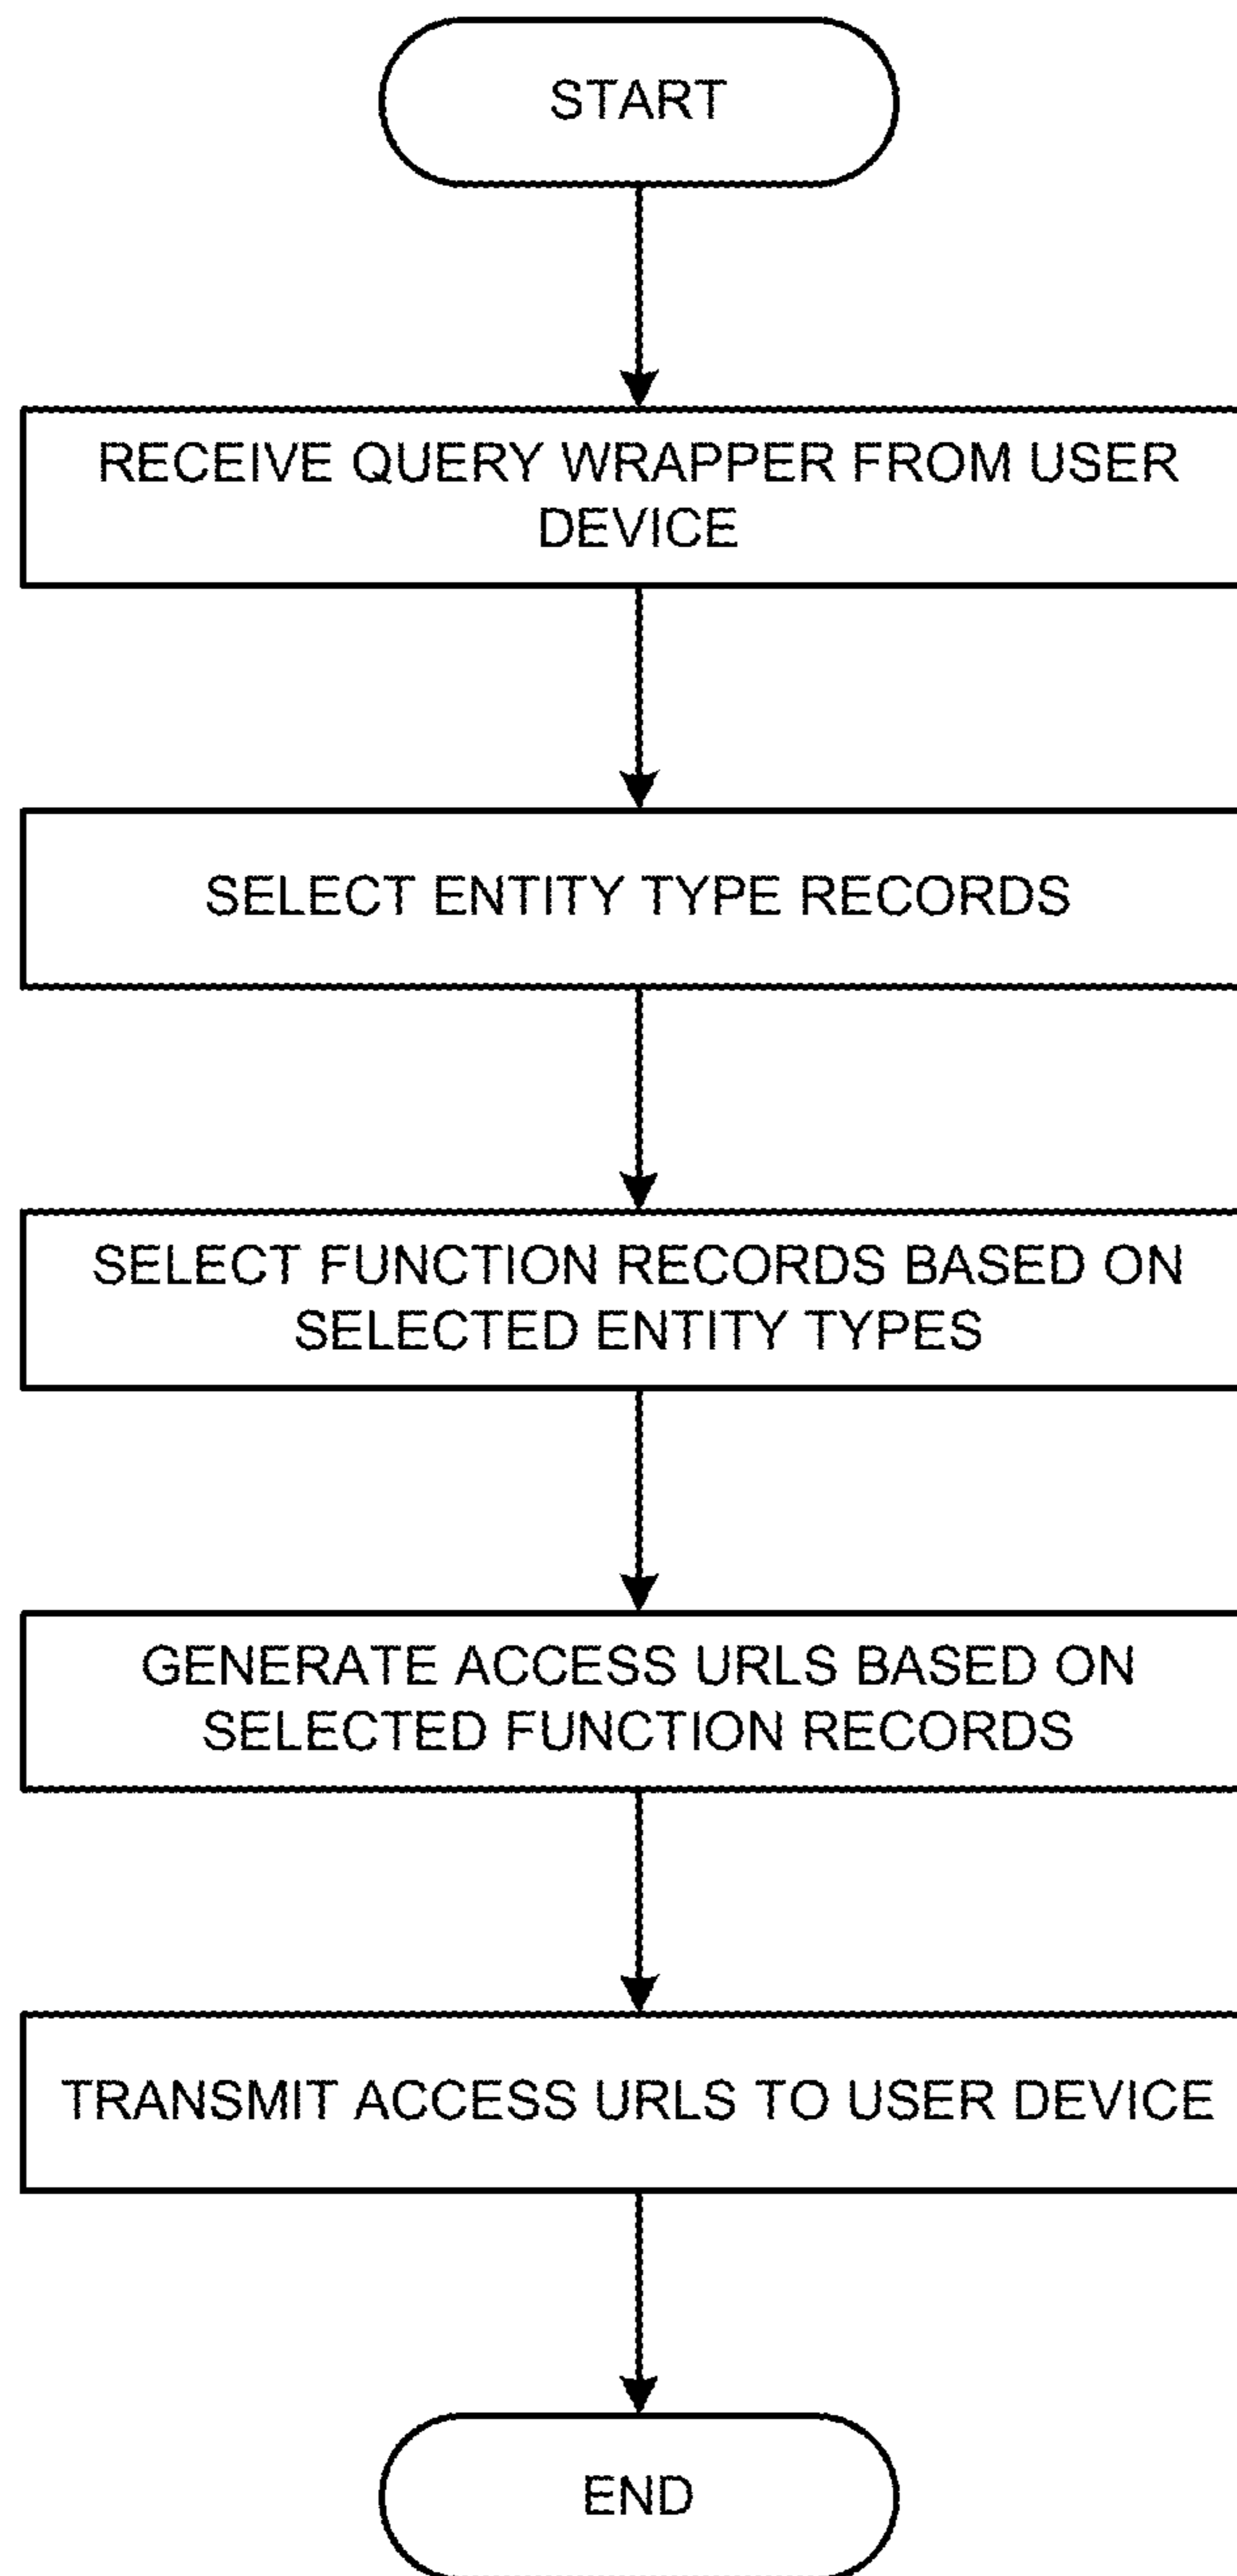 START
RECEIVE QUERY WRAPPER FROM USER
DEVICE
SELECT ENTITY TYPE RECORDS
SELECT FUNCTION RECORDS BASED ON
SELECTED ENTITY TYPES
GENERATE ACCESS URLS BASED ON
SELECTED FUNCTION RECORDS
TRANSMIT ACCESS URLS TO USER DEVICE
END